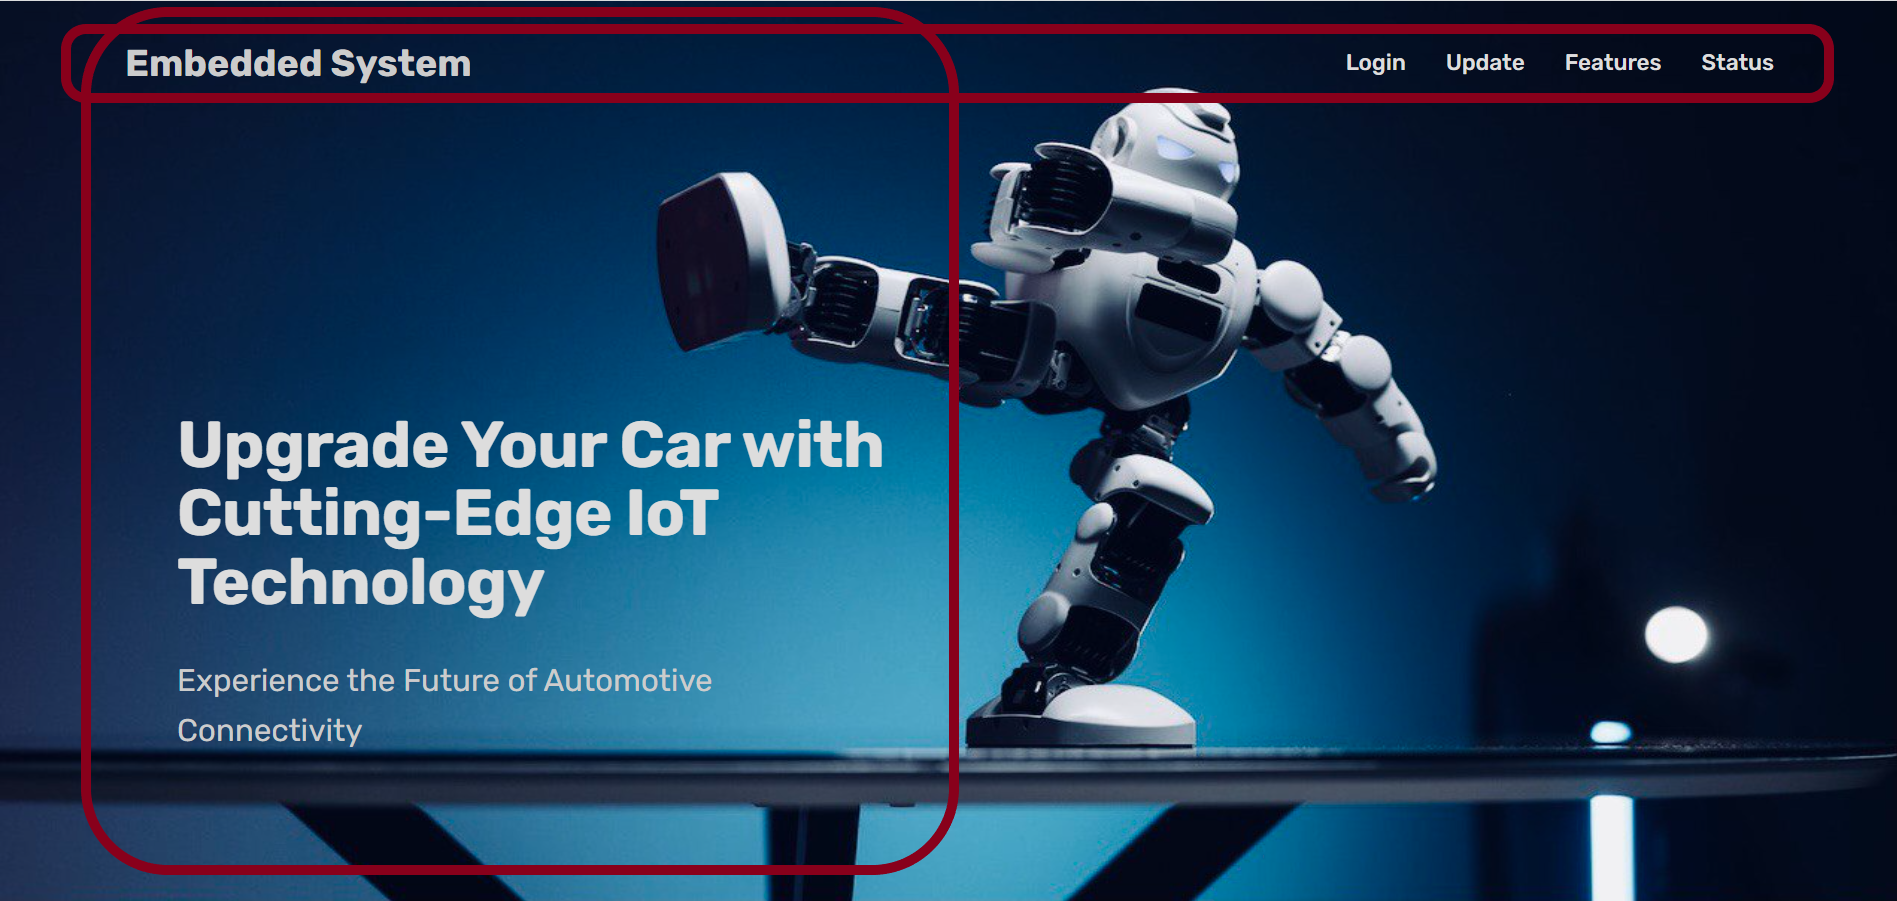 Embedded System
Login Update Features Status
Upgrade Your Car with
Cutting-Edge IoT
Technology
Experience the Future of Automotive
Connectivity